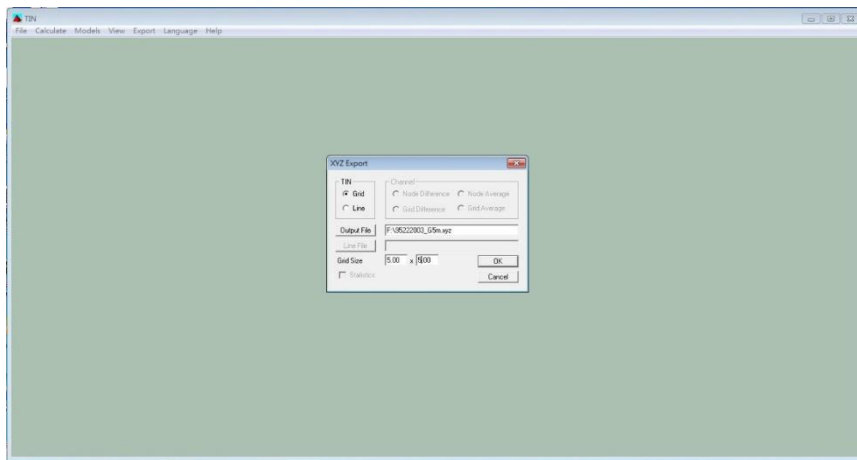 TIN
File Calculate Models View Export Language Help
XYZ Export
TIN
Channel
Grid
Node Difference Node Average
Line
Grid Difference Grid Average
Output File F:\95222003_G5m.xyz
Line File
Grid Size 5.00 x 5.00 OK
Statistics
Cancel